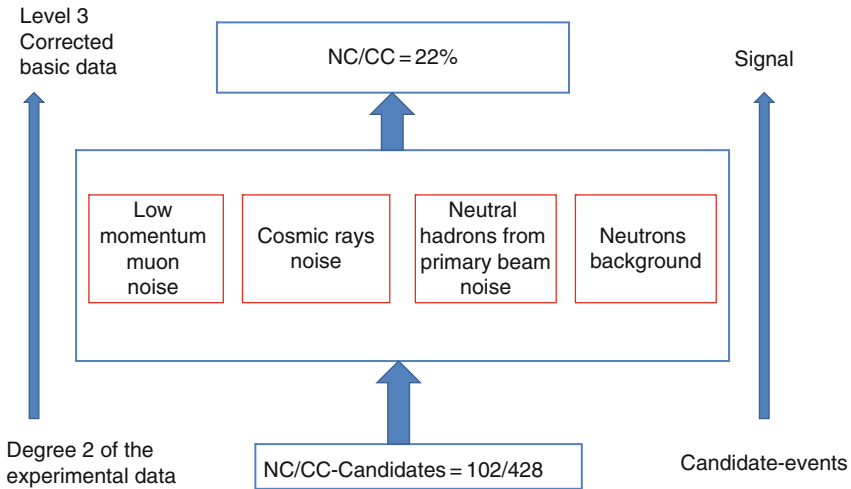 Level 3
Corrected
basic data
NC/CC = 22%
Signal
Low
momentum
muon
noise
Cosmic rays
noise
Neutral
hadrons from
primary beam
noise
Neutrons
background
Degree 2 of the
experimental data
NC/CC-Candidates = 102/428
Candidate-events